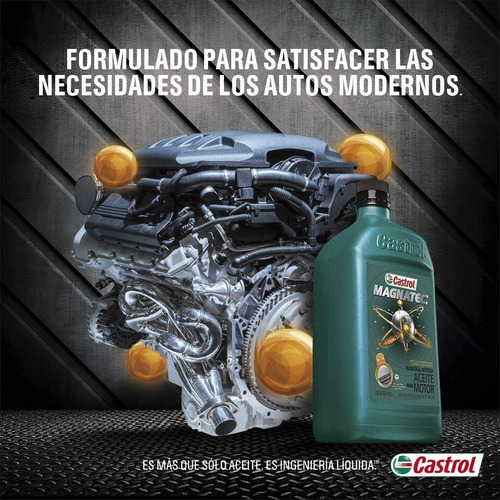 FORMULADO PARA SATISFACER LAS
NECESIDADES DE LOS AUTOS MODERNOS.
Castrol
Castrol
MAGNATEC
ACEITE
PARA MOTOR
ES MÁS QUE SÓLO ACEITE, ES INGENIERÍA LÍQUIDA.
Castrol